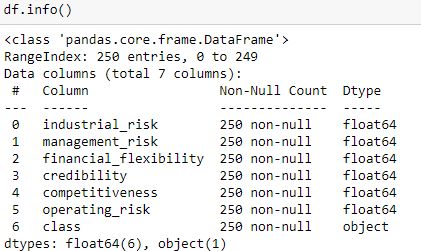 df.info()
<class 'pandas.core.frame.DataFrame'>
RangeIndex: 250 entries, 0 to 249
Data columns (total 7 columns):
 #   Column                 Non-Null Count  Dtype
---  ------                 --------------  -----
 0   industrial_risk        250 non-null    float64
 1   management_risk        250 non-null    float64
 2   financial_flexibility  250 non-null    float64
 3   credibility            250 non-null    float64
 4   competitiveness        250 non-null    float64
 5   operating_risk         250 non-null    float64
 6   class                  250 non-null    object
dtypes: float64(6), object(1)